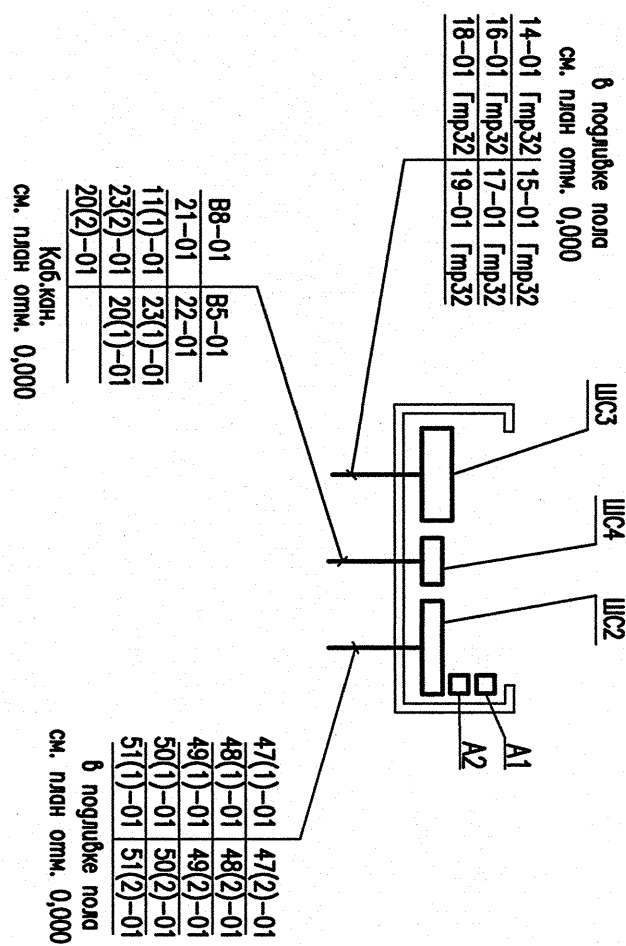 14-01 Гтр32 15-01 Гтр32
16-01 Гтр32 17-01 Гтр32
18-01 Гтр32 19-01 Гтр32
в подливке пола
см. план отм. 0,000
В8-01 В5-01
21-01 22-01
11(1)-01 23(1)-01
23(2)-01 20(1)-01
20(2)-01
Каб.кан.
см. план отм. 0,000
ШС3
ШС4
ШС2
А1
А2
47(1)-01 47(2)-01
48(1)-01 48(2)-01
49(1)-01 49(2)-01
50(1)-01 50(2)-01
51(1)-01 51(2)-01
в подливке пола
см. план отм. 0,000